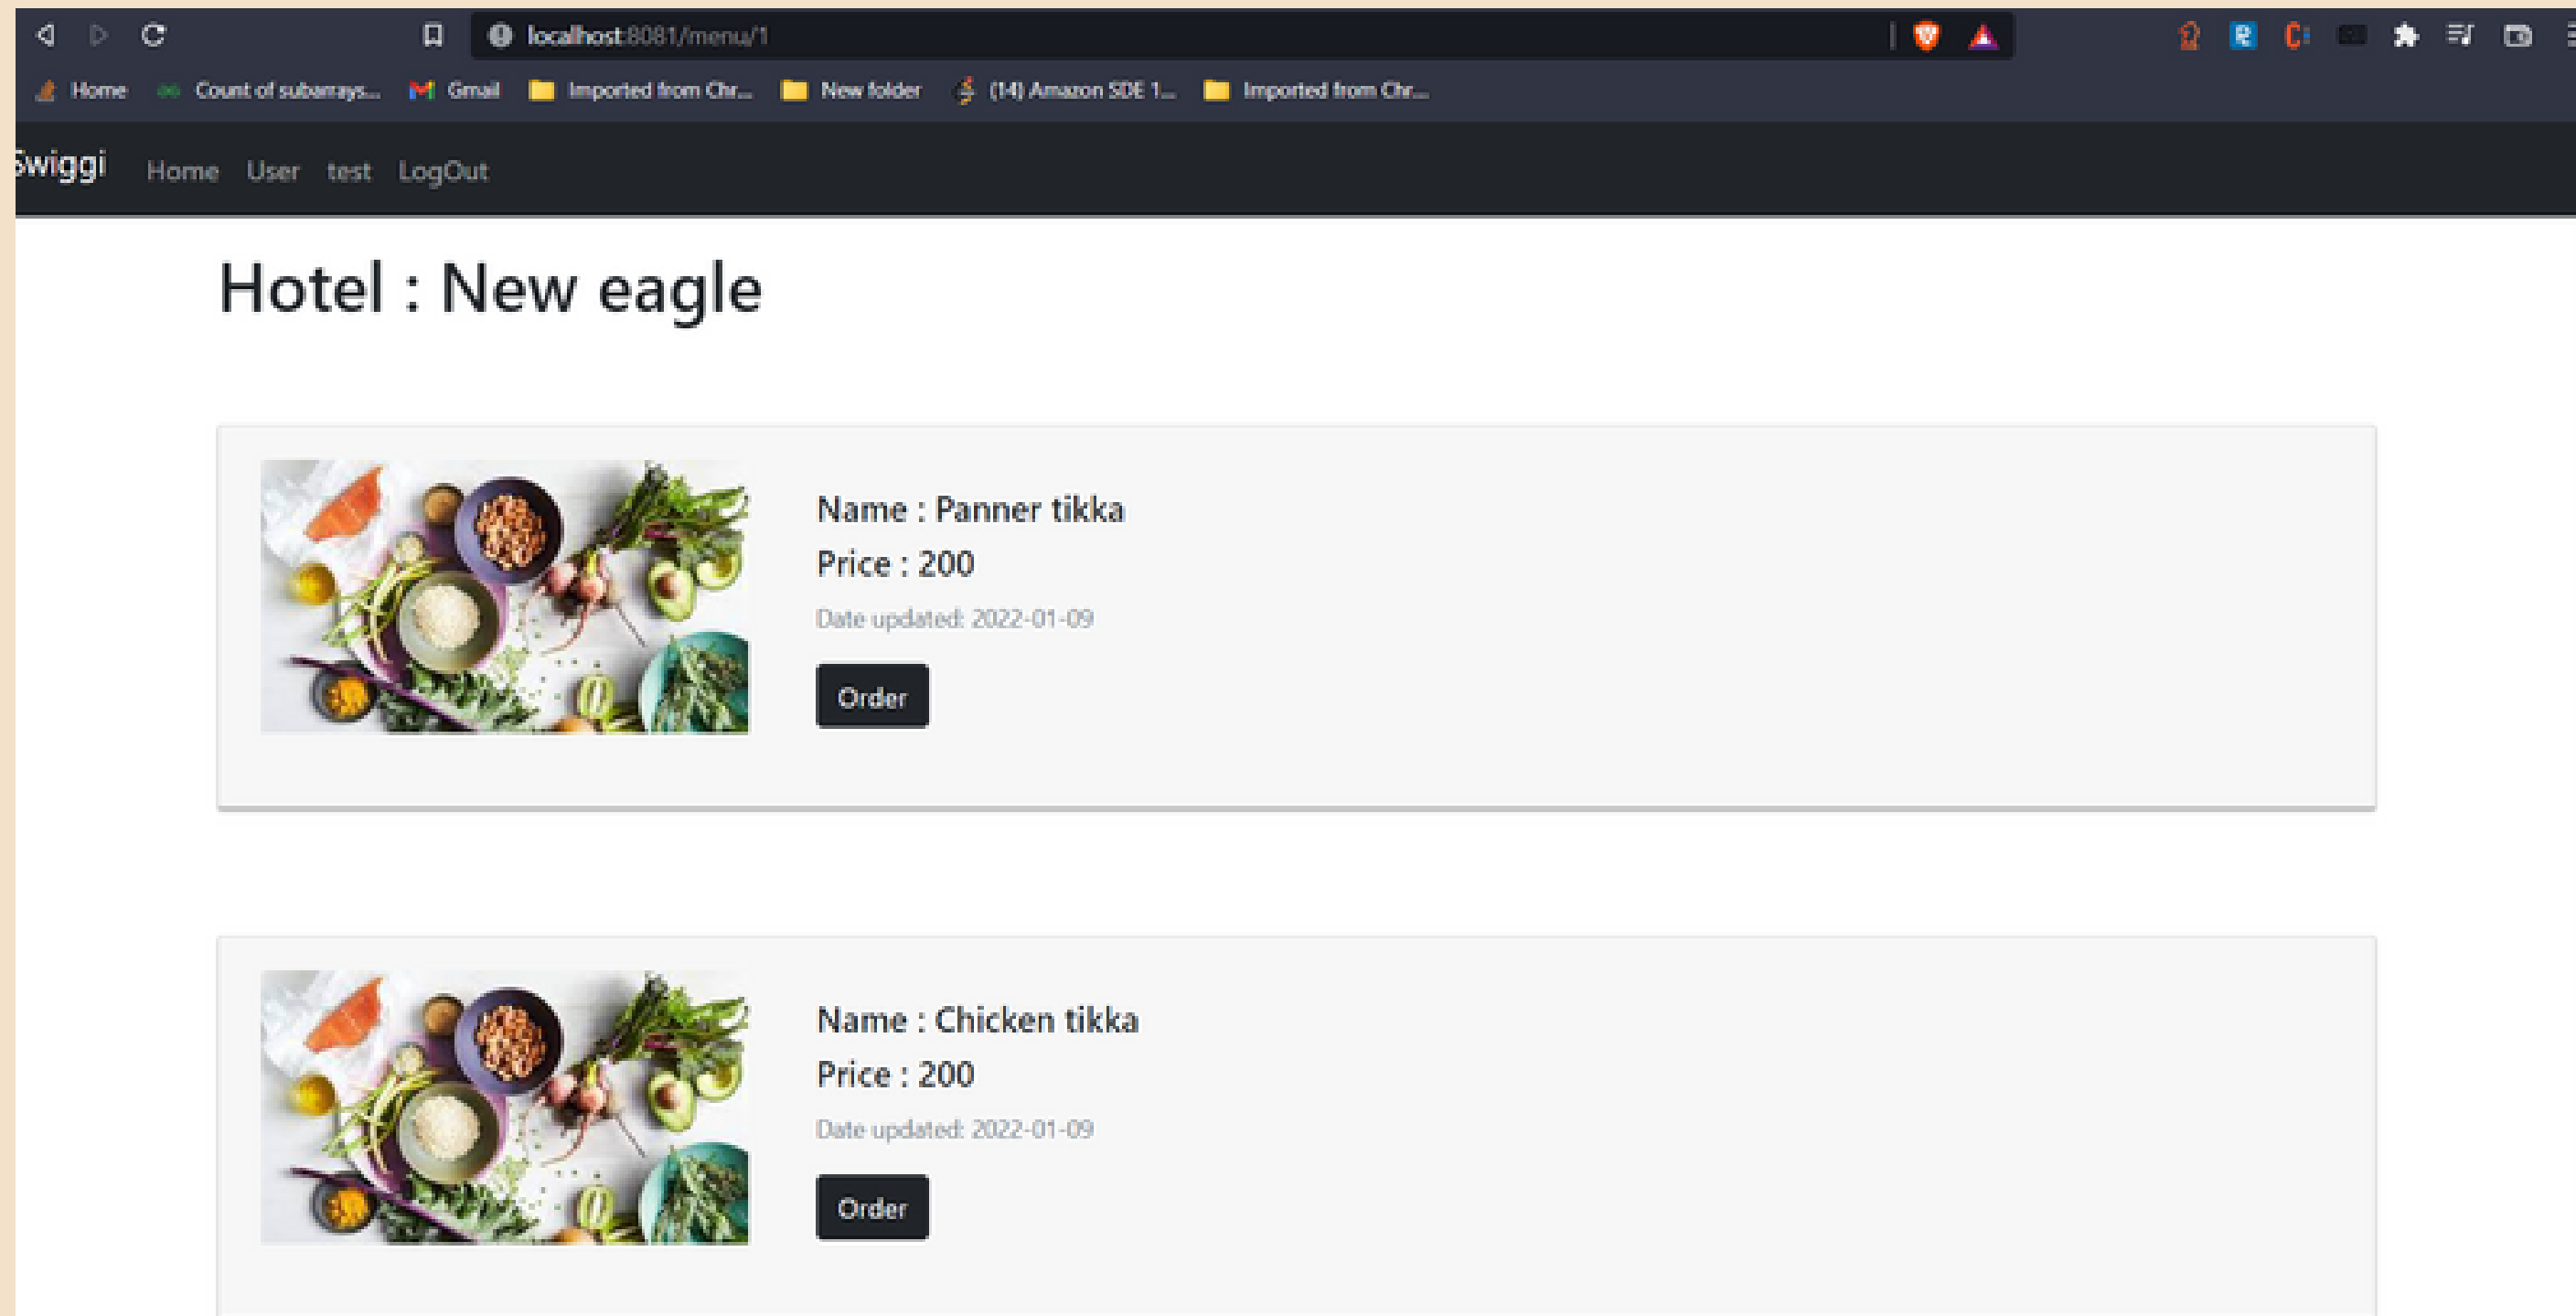 localhost:8081/menu/1
Home Count of subarrays... Gmail Imported from Chr... New folder (14) Amazon SDE 1... Imported from Chr...
Swiggi Home User test LogOut
Hotel : New eagle
Name : Panner tikka
Price : 200
Date updated: 2022-01-09
Order
Name : Chicken tikka
Price : 200
Date updated: 2022-01-09
Order